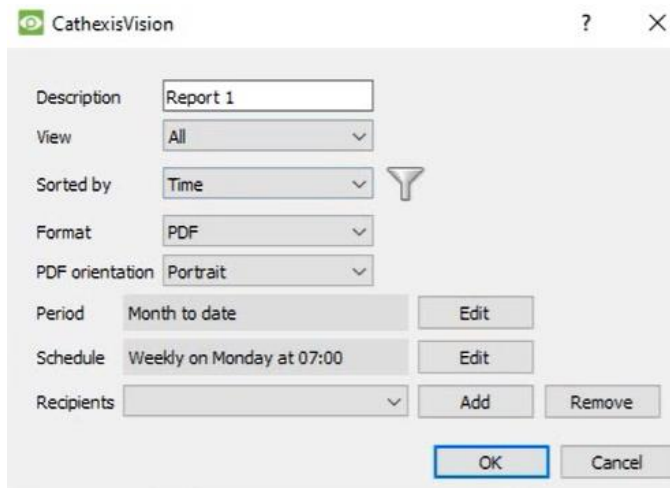 CathexisVision ? ×
Description Report 1
View All
Sorted by Time
Format PDF
PDF orientation Portrait
Period Month to date Edit
Schedule Weekly on Monday at 07:00 Edit
Recipients Add Remove
OK Cancel